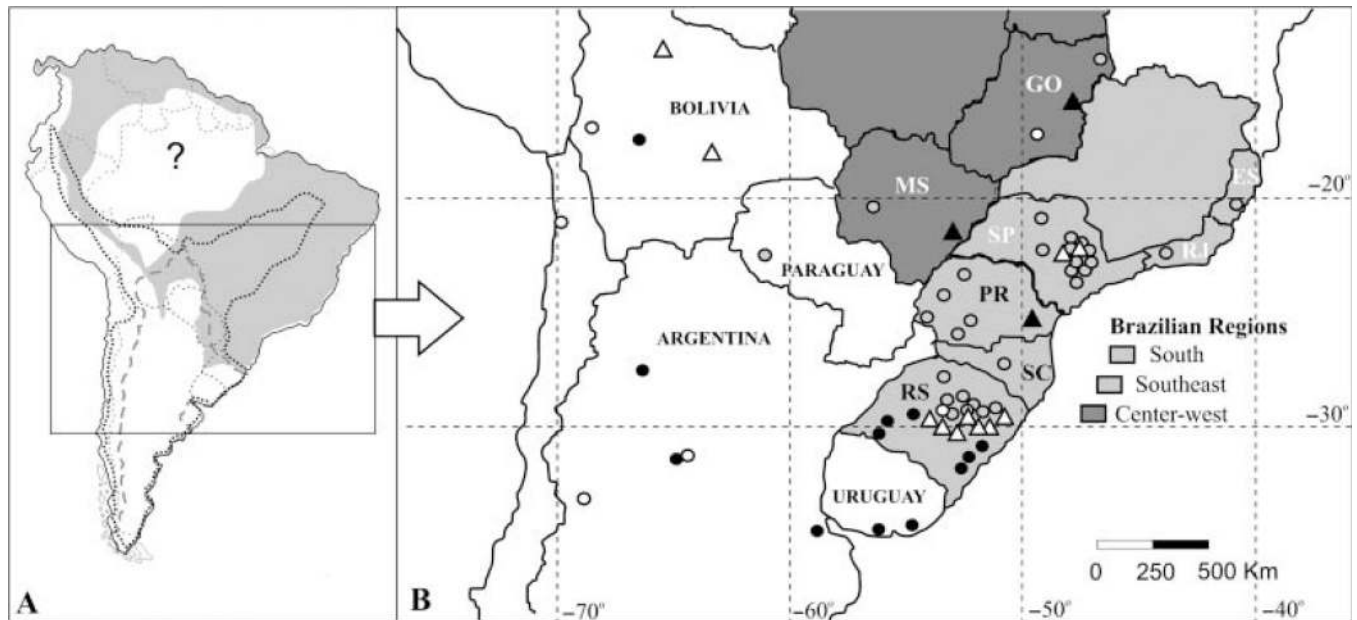 ?
A
B
BOLIVIA
GO
MS
ES
–20°
SP
RJ
PARAGUAY
PR
ARGENTINA
Brazilian Regions
South
Southeast
Center-west
SC
RS
–30°
URUGUAY
0 250 500 Km
–70° –60° –50° –40°